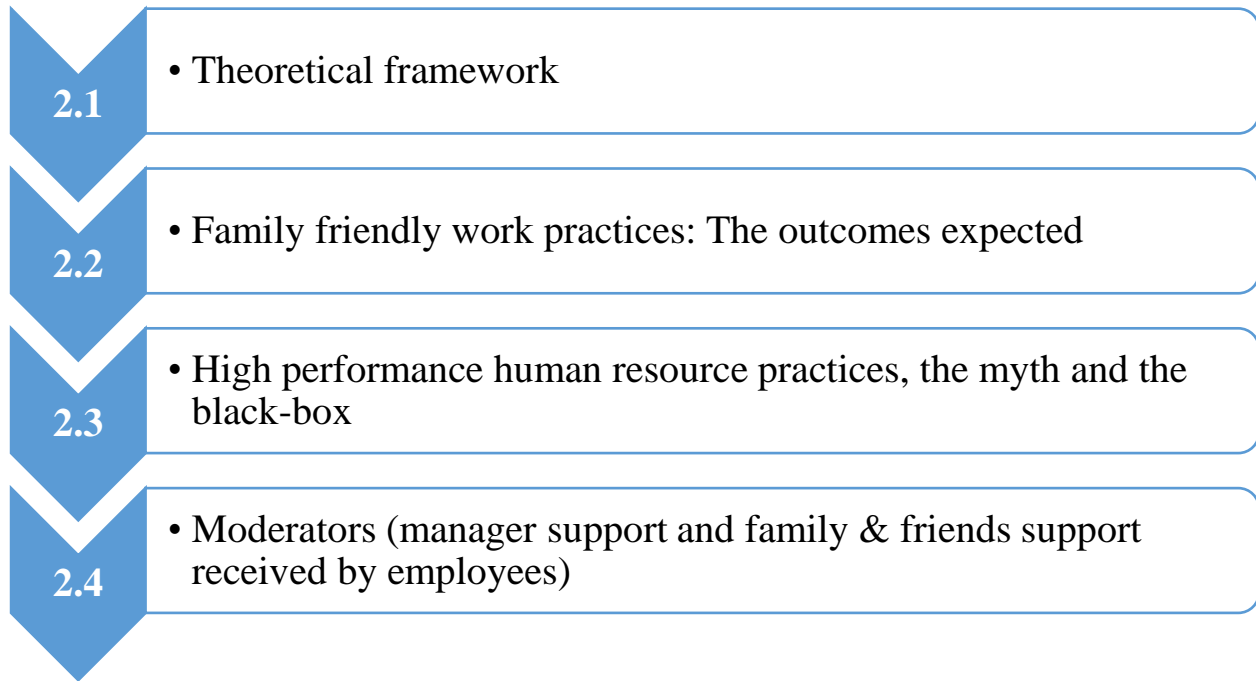 2.1
• Theoretical framework
2.2
• Family friendly work practices: The outcomes expected
2.3
• High performance human resource practices, the myth and the
black-box
2.4
• Moderators (manager support and family & friends support
received by employees)